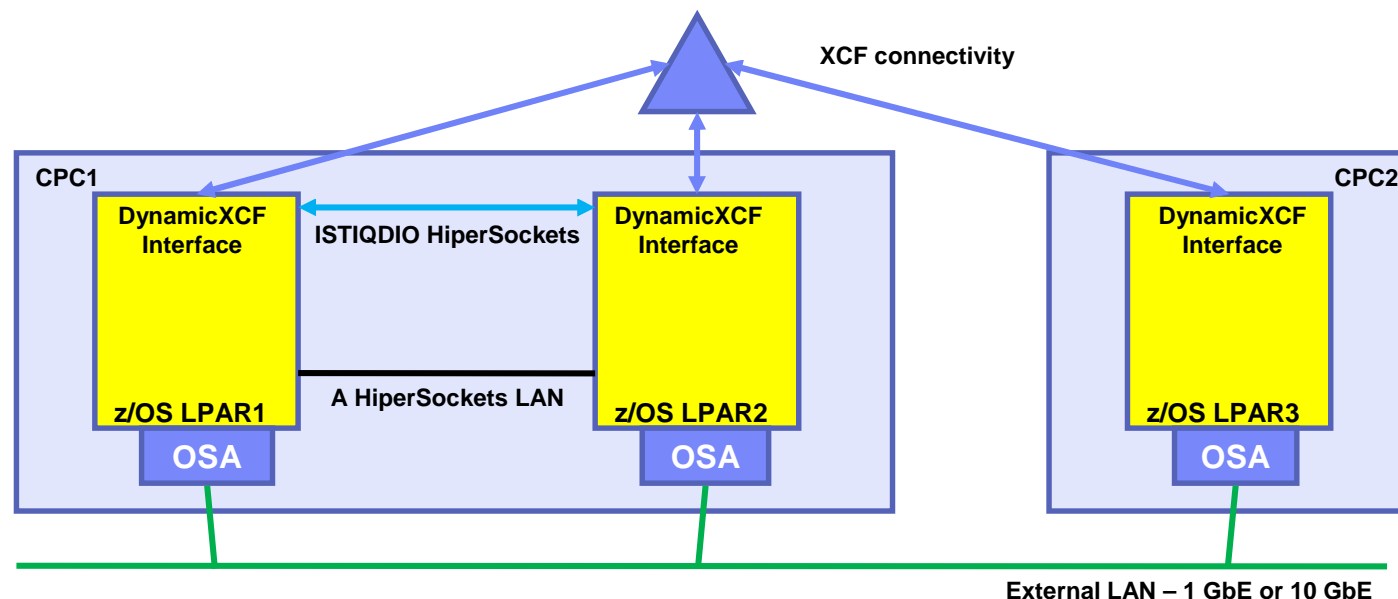 XCF connectivity
CPC1
CPC2
DynamicXCF
Interface
ISTIQDIO HiperSockets
DynamicXCF
Interface
DynamicXCF
Interface
A HiperSockets LAN
z/OS LPAR1
z/OS LPAR2
z/OS LPAR3
OSA
OSA
OSA
External LAN – 1 GbE or 10 GbE